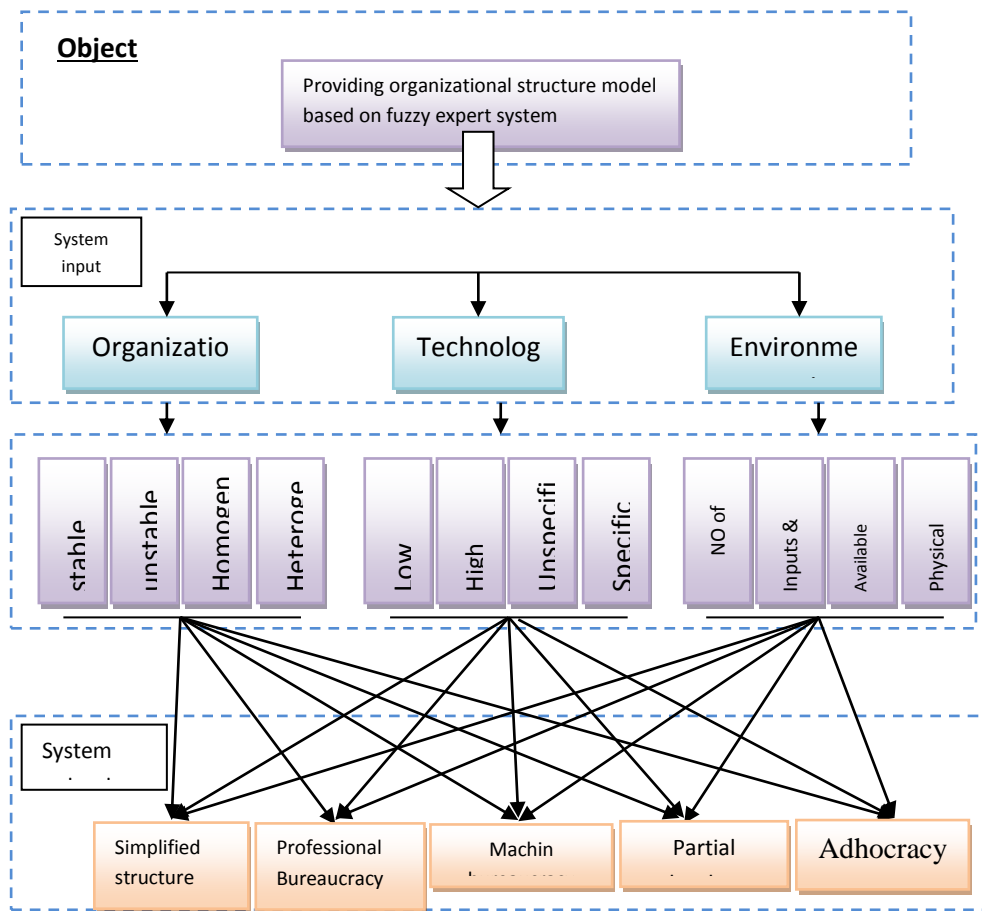 Object
Providing organizational structure model
based on fuzzy expert system
System
input
Organizatio
Technolog
Environme
stable
unstable
Homogen
Heteroge
Low
High
Unspecifi
Specific
NO of
Inputs &
Available
Physical
System
Simplified
structure
Professional
Bureaucracy
Machin
Partial
Adhocracy